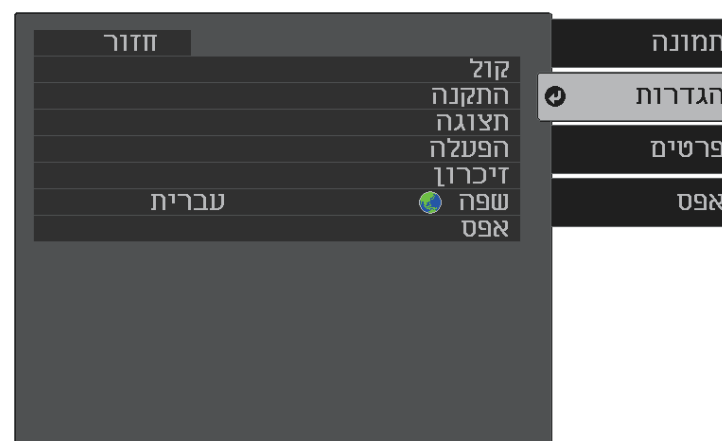 תמונה
הגדרות
פרטים
אפס
חזור
קול
התקנה
תצוגה
הפעלה
זיכרון
שפה עברית
אפס